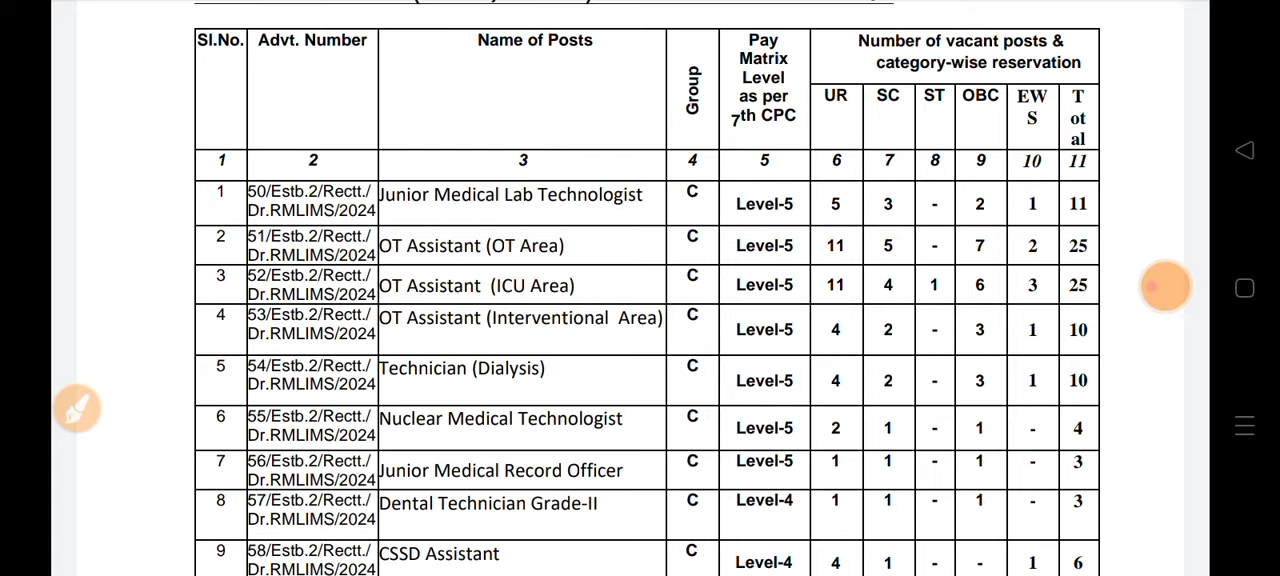 Sl.No. Advt. Number Name of Posts Group Pay Matrix Level as per 7th CPC Number of vacant posts & category-wise reservation
UR SC ST OBC EWS Total
1 2 3 4 5 6 7 8 9 10 11
1 50/Estb.2/Rectt./ Junior Medical Lab Technologist C Level-5 5 3 - 2 1 11
Dr.RMLIMS/2024
2 51/Estb.2/Rectt./ OT Assistant (OT Area) C Level-5 11 5 - 7 2 25
Dr.RMLIMS/2024
3 52/Estb.2/Rectt./ OT Assistant (ICU Area) C Level-5 11 4 1 6 3 25
Dr.RMLIMS/2024
4 53/Estb.2/Rectt./ OT Assistant (Interventional Area) C Level-5 4 2 - 3 1 10
Dr.RMLIMS/2024
5 54/Estb.2/Rectt./ Technician (Dialysis) C Level-5 4 2 - 3 1 10
Dr.RMLIMS/2024
6 55/Estb.2/Rectt./ Nuclear Medical Technologist C Level-5 2 1 - 1 - 4
Dr.RMLIMS/2024
7 56/Estb.2/Rectt./ Junior Medical Record Officer C Level-5 1 1 - 1 - 3
Dr.RMLIMS/2024
8 57/Estb.2/Rectt./ Dental Technician Grade-II C Level-4 1 1 - 1 - 3
Dr.RMLIMS/2024
9 58/Estb.2/Rectt./ CSSD Assistant C Level-4 4 1 - - 1 6
Dr.RMLIMS/2024